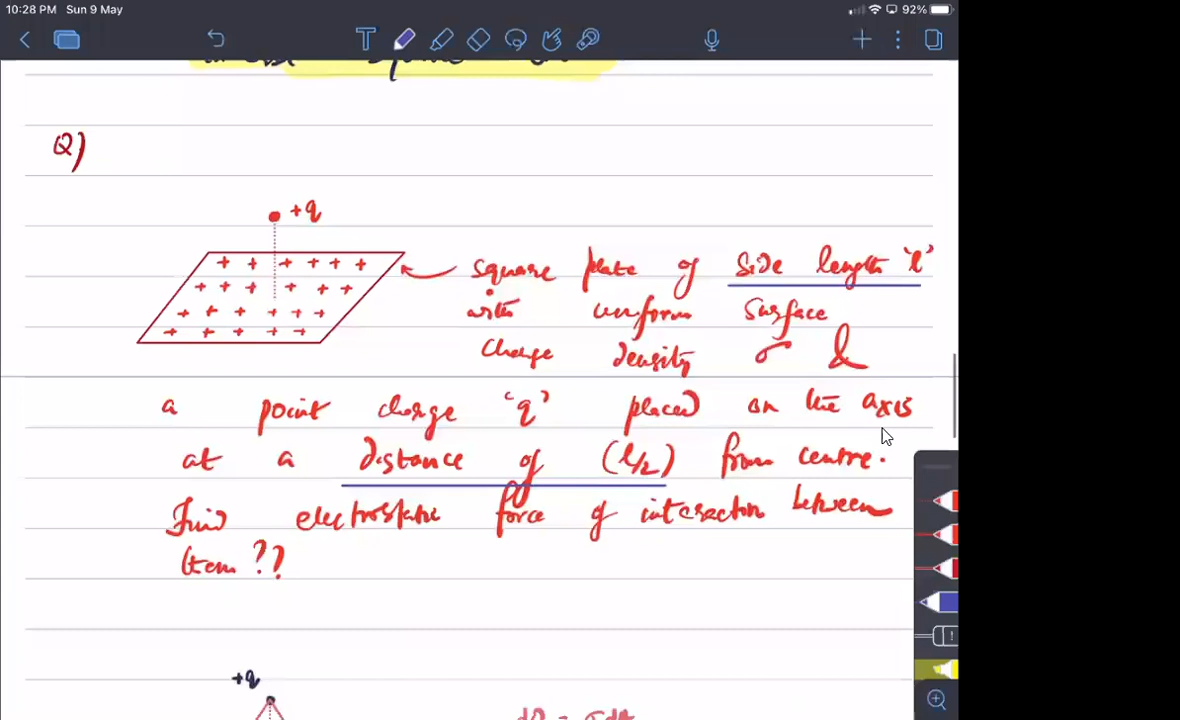 10:28 PM Sun 9 May
92%
Q)
+q
square plate of side length 'l'
with uniform surface
charge density σ &
a point charge 'q' placed on the axis
at a distance of (l/2) from centre.
Find electrostatic force of interaction between
them ??
+q
dQ = σdA